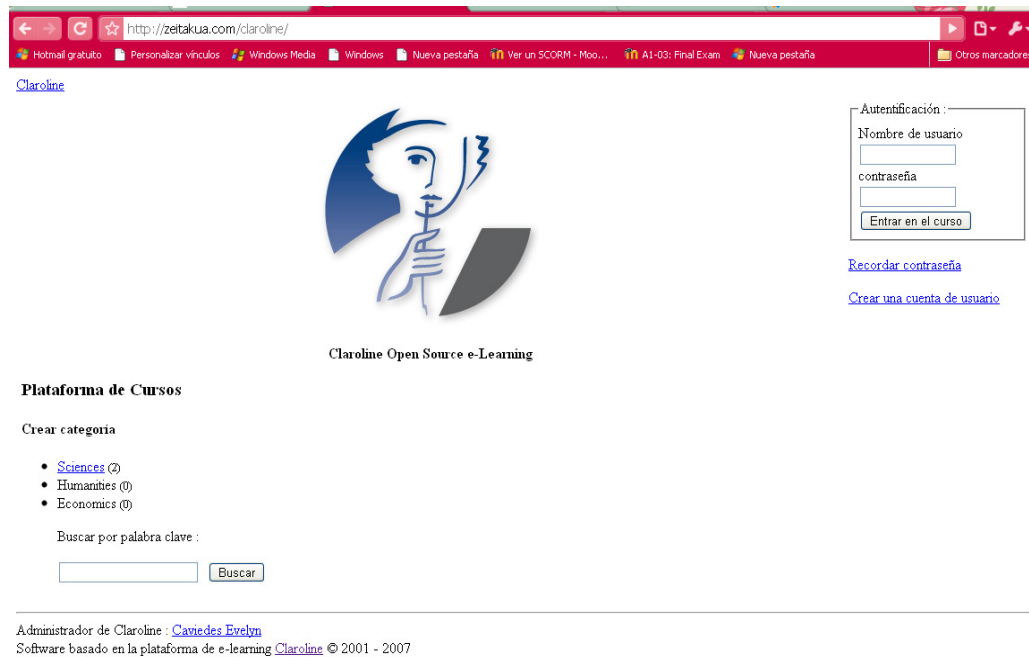 http://zeitakua.com/claroline/
Hotmail gratuito Personalizar vínculos Windows Media Windows Nueva pestaña Ver un SCORM - Moo... A1-03: Final Exam Nueva pestaña Otros marcadores
Claroline
Autentificación :
Nombre de usuario
contraseña
Entrar en el curso
Recordar contraseña
Crear una cuenta de usuario
Claroline Open Source e-Learning
Plataforma de Cursos
Crear categoria
Sciences (2)
Humanities (0)
Economics (0)
Buscar por palabra clave :
Buscar
Administrador de Claroline : Caviedes Evelyn
Software basado en la plataforma de e-learning Claroline © 2001 - 2007